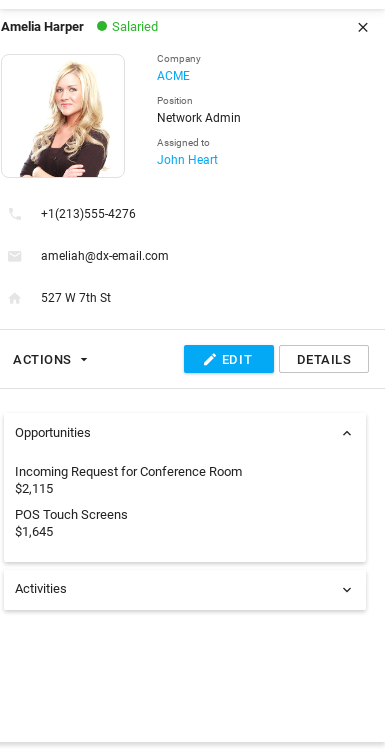 Amelia Harper Salaried
Company
ACME
Position
Network Admin
Assigned to
John Heart
+1(213)555-4276
ameliah@dx-email.com
527 W 7th St
ACTIONS EDIT DETAILS
Opportunities
Incoming Request for Conference Room
$2,115
POS Touch Screens
$1,645
Activities